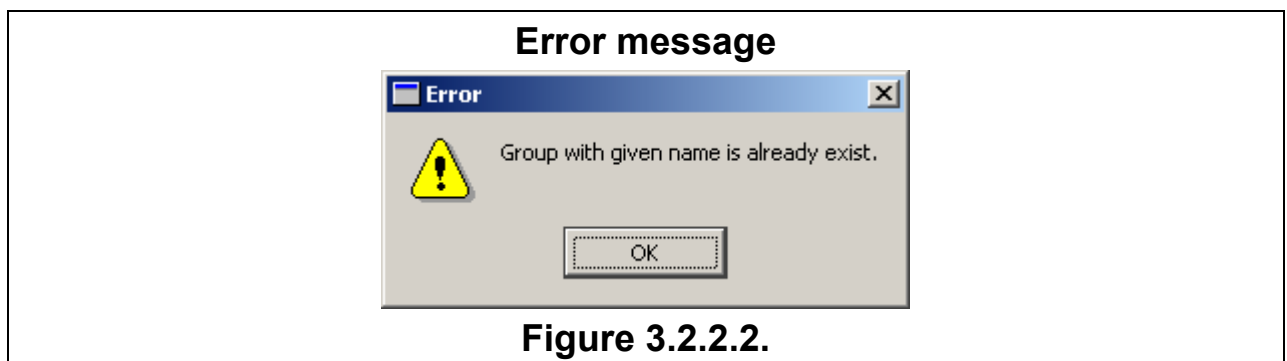 Error message
Error
Group with given name is already exist.
OK
Figure 3.2.2.2.